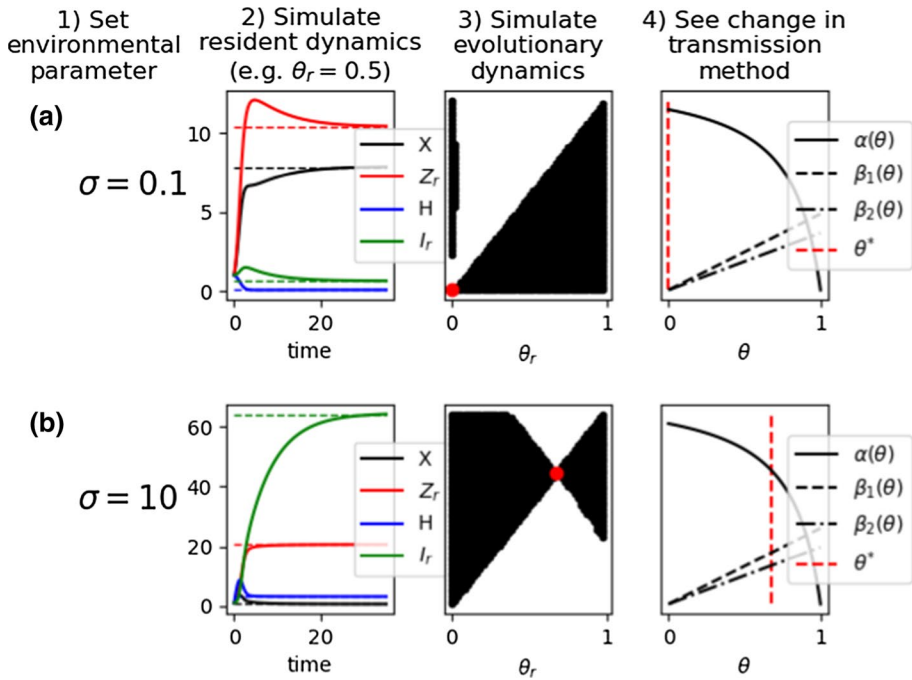 1) Set
environmental
parameter
2) Simulate
resident dynamics
(e.g. θr = 0.5)
3) Simulate
evolutionary
dynamics
4) See change in
transmission
method
(a)
σ = 0.1
10
5
0
0 20
time
X
Zr
H
Ir
0 1
θr
α(θ)
β1(θ)
β2(θ)
θ*
0 1
θ
(b)
σ = 10
60
40
20
0
0 20
time
X
Zr
H
Ir
0 1
θr
α(θ)
β1(θ)
β2(θ)
θ*
0 1
θ